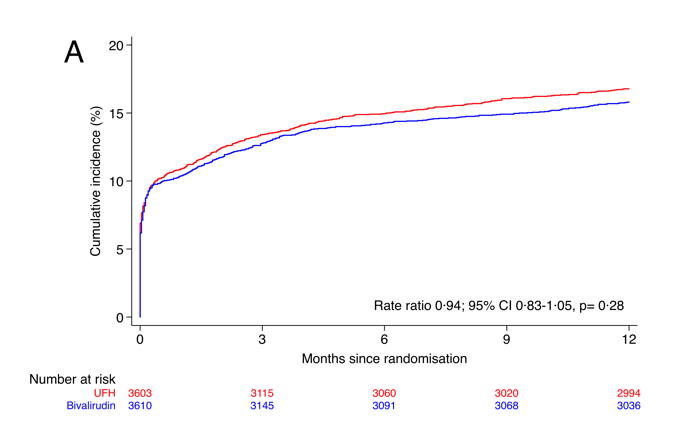 A
20
15
10
5
0
Cumulative incidence (%)
Rate ratio 0·94; 95% CI 0·83-1·05, p= 0·28
0 3 6 9 12
Months since randomisation
Number at risk
UFH 3603 3115 3060 3020 2994
Bivalirudin 3610 3145 3091 3068 3036